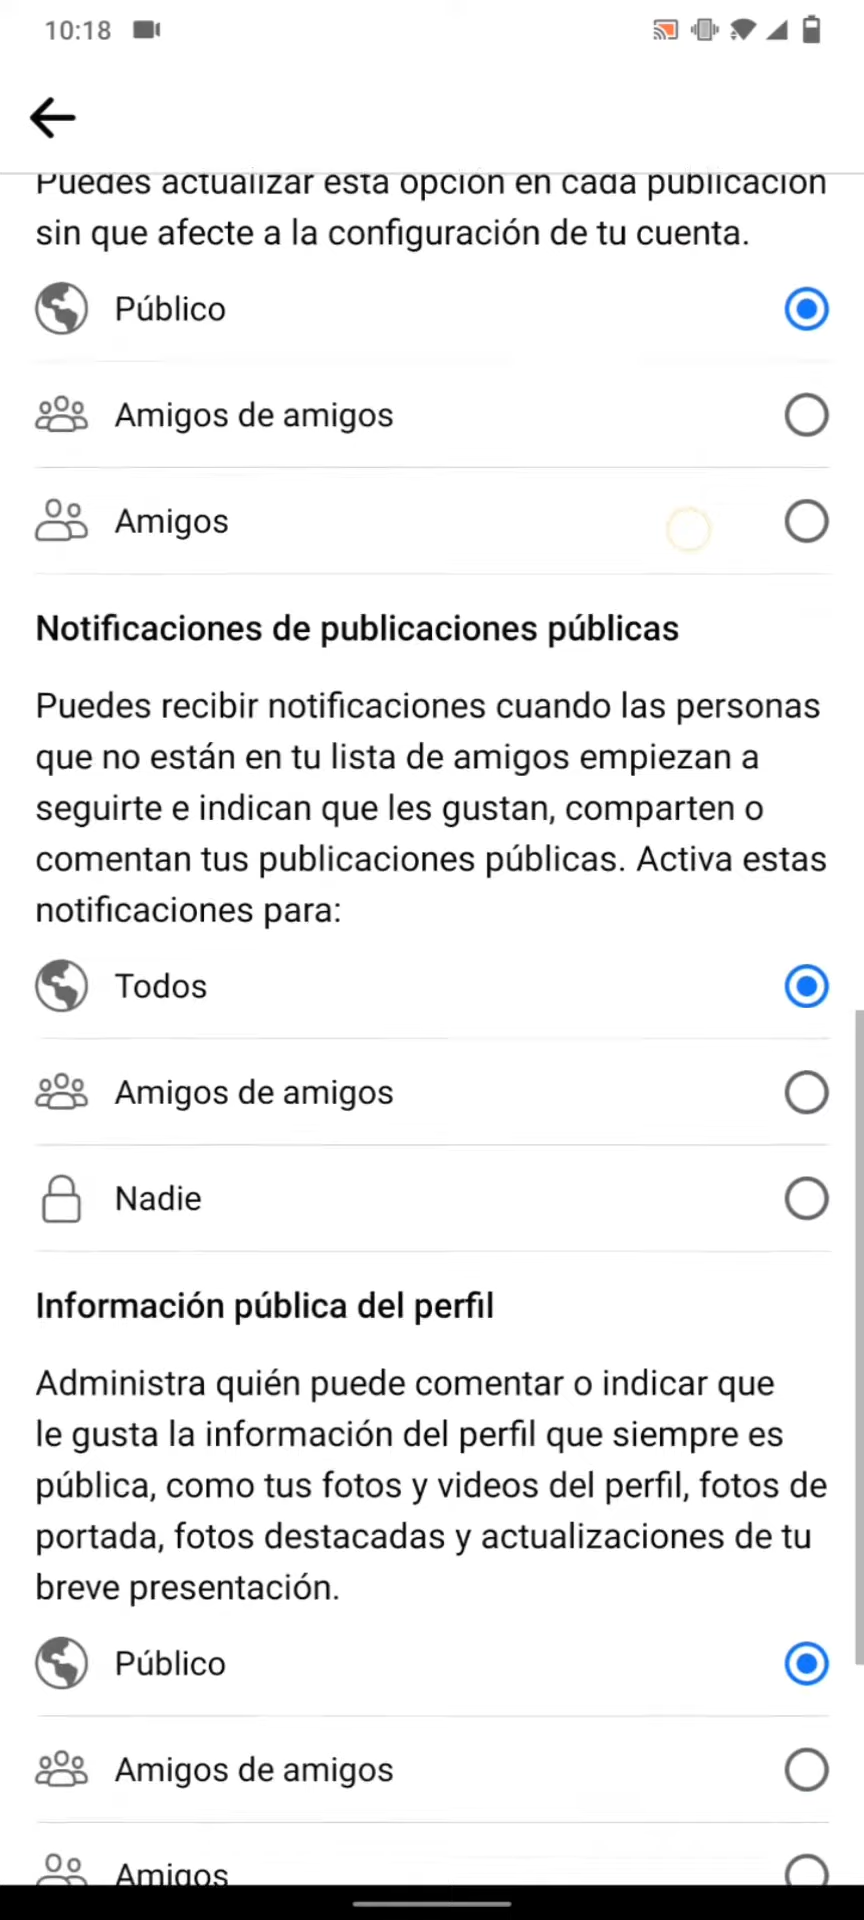 10:18
Puedes actualizar esta opción en cada publicación
sin que afecte a la configuración de tu cuenta.
Público
Amigos de amigos
Amigos
Notificaciones de publicaciones públicas
Puedes recibir notificaciones cuando las personas
que no están en tu lista de amigos empiezan a
seguirte e indican que les gustan, comparten o
comentan tus publicaciones públicas. Activa estas
notificaciones para:
Todos
Amigos de amigos
Nadie
Información pública del perfil
Administra quién puede comentar o indicar que
le gusta la información del perfil que siempre es
pública, como tus fotos y videos del perfil, fotos de
portada, fotos destacadas y actualizaciones de tu
breve presentación.
Público
Amigos de amigos
Amigos